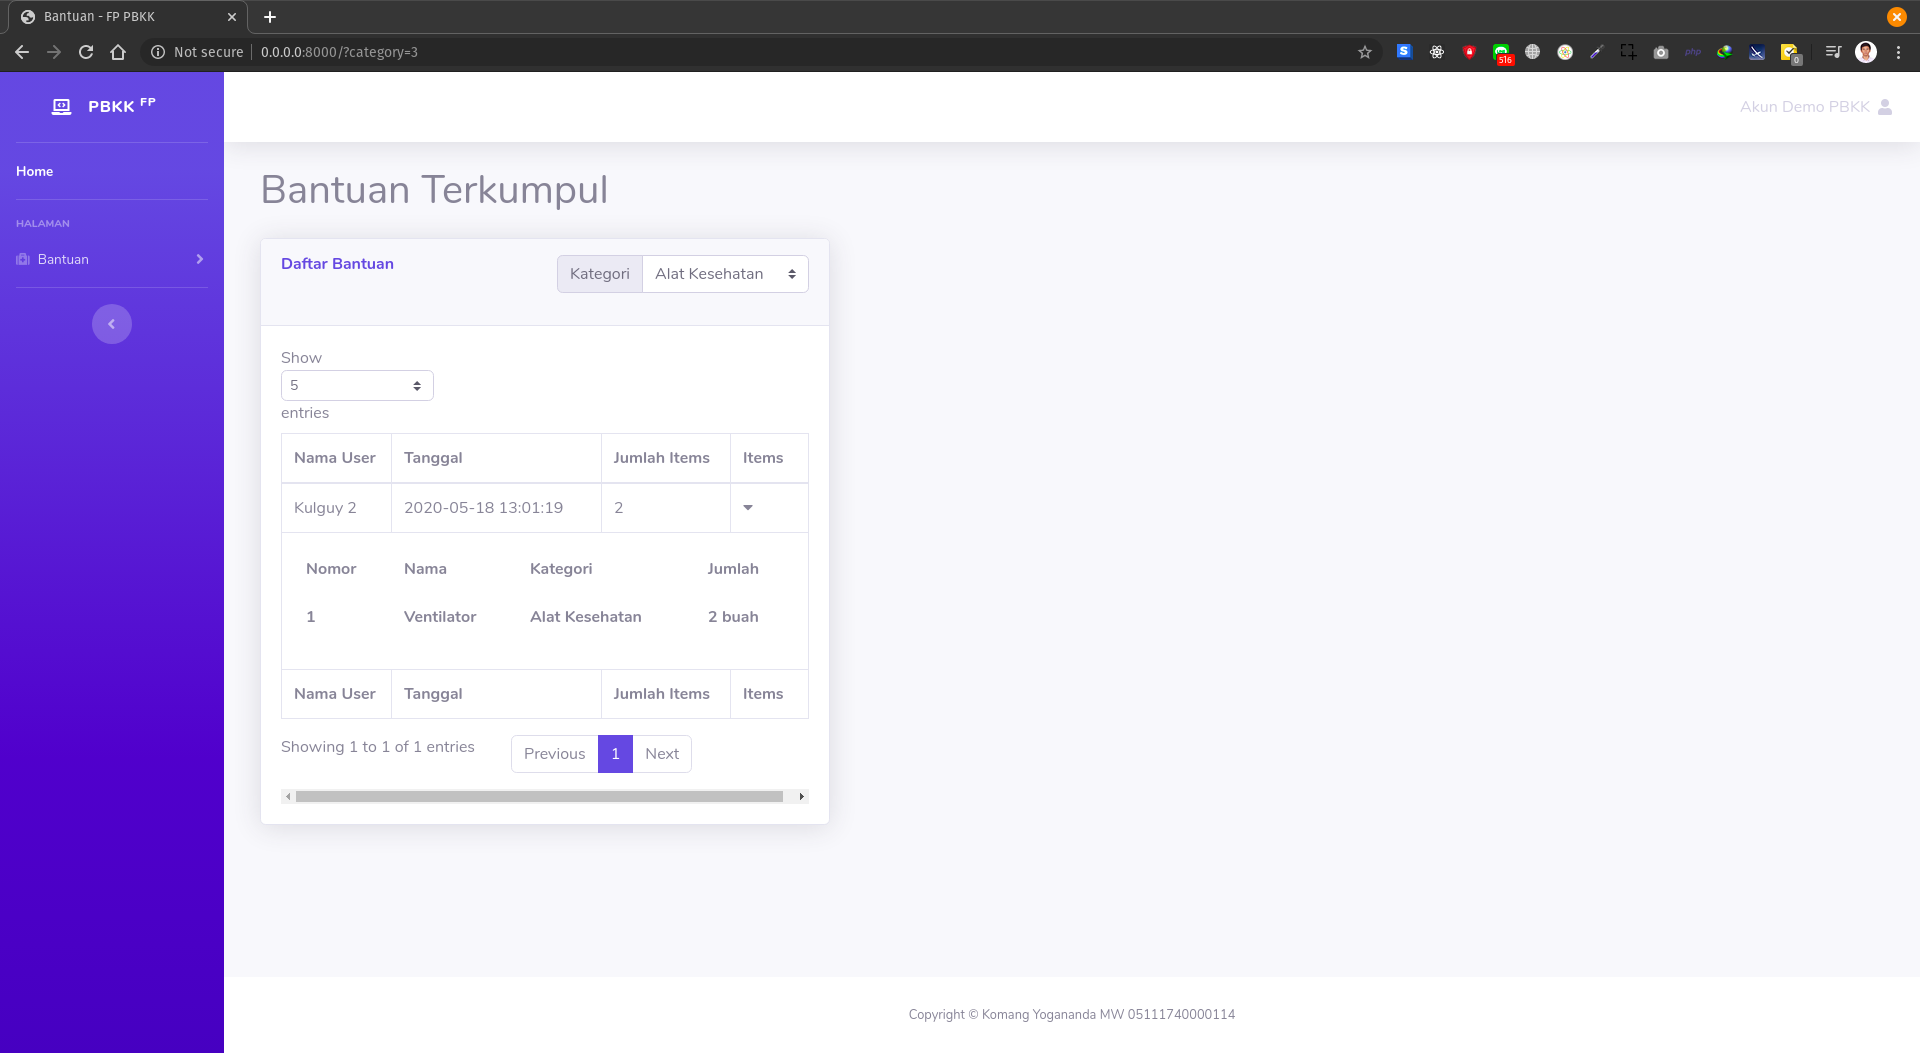 Bantuan - FP PBKK
Not secure 0.0.0.0:8000/?category=3
516
php
0
PBKK FP
Akun Demo PBKK
Home
HALAMAN
Bantuan
Bantuan Terkumpul
Daftar Bantuan
Kategori Alat Kesehatan
Show
5
entries
Nama User Tanggal Jumlah Items Items
Kulguy 2 2020-05-18 13:01:19 2
Nomor Nama Kategori Jumlah
1 Ventilator Alat Kesehatan 2 buah
Nama User Tanggal Jumlah Items Items
Showing 1 to 1 of 1 entries Previous 1 Next
Copyright © Komang Yogananda MW 05111740000114